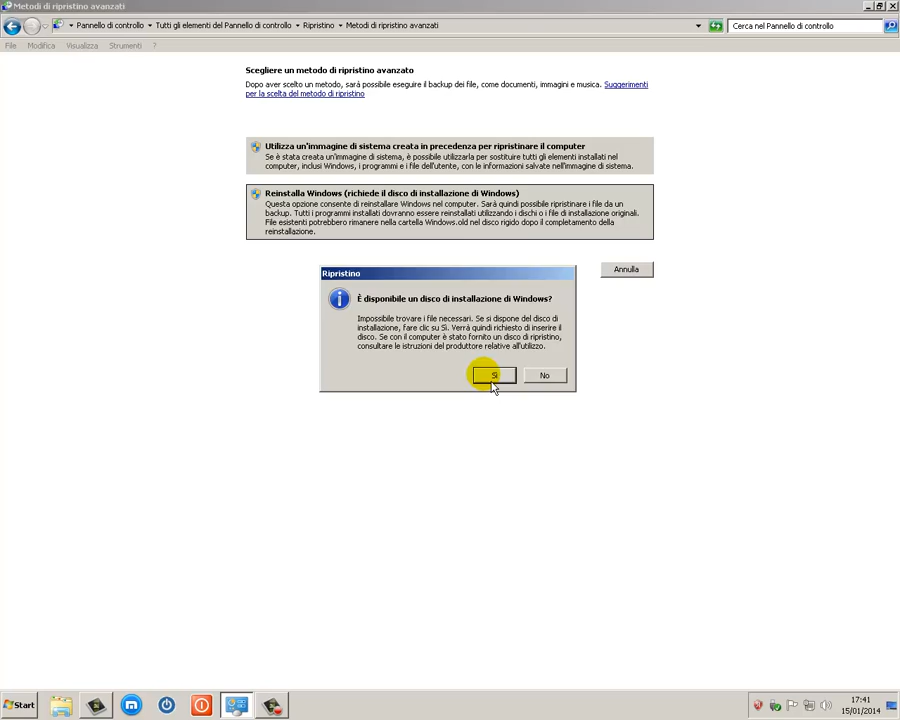 Metodi di ripristino avanzati
Pannello di controllo
Tutti gli elementi del Pannello di controllo
Ripristino
Metodi di ripristino avanzati
Cerca nel Pannello di controllo
File
Modifica
Visualizza
Strumenti
?
Scegliere un metodo di ripristino avanzato
Dopo aver scelto un metodo, sarà possibile eseguire il backup dei file, come documenti, immagini e musica. Suggerimenti
per la scelta del metodo di ripristino
Utilizza un'immagine di sistema creata in precedenza per ripristinare il computer
Se è stata creata un'immagine di sistema, è possibile utilizzarla per sostituire tutti gli elementi installati nel
computer, inclusi Windows, i programmi e i file dell'utente, con le informazioni salvate nell'immagine di sistema.
Reinstalla Windows (richiede il disco di installazione di Windows)
Questa opzione consente di reinstallare Windows nel computer. Sarà quindi possibile ripristinare i file da un
backup. Tutti i programmi installati dovranno essere reinstallati utilizzando i dischi o i file di installazione originali.
File esistenti potrebbero rimanere nella cartella Windows.old nel disco rigido dopo il completamento della
reinstallazione.
Annulla
Ripristino
È disponibile un disco di installazione di Windows?
Impossibile trovare i file necessari. Se si dispone del disco di
installazione, fare clic su Sì. Verrà quindi richiesto di inserire il
disco. Se con il computer è stato fornito un disco di ripristino,
consultare le istruzioni del produttore relative all'utilizzo.
Sì
No
Start
17:41
15/01/2014